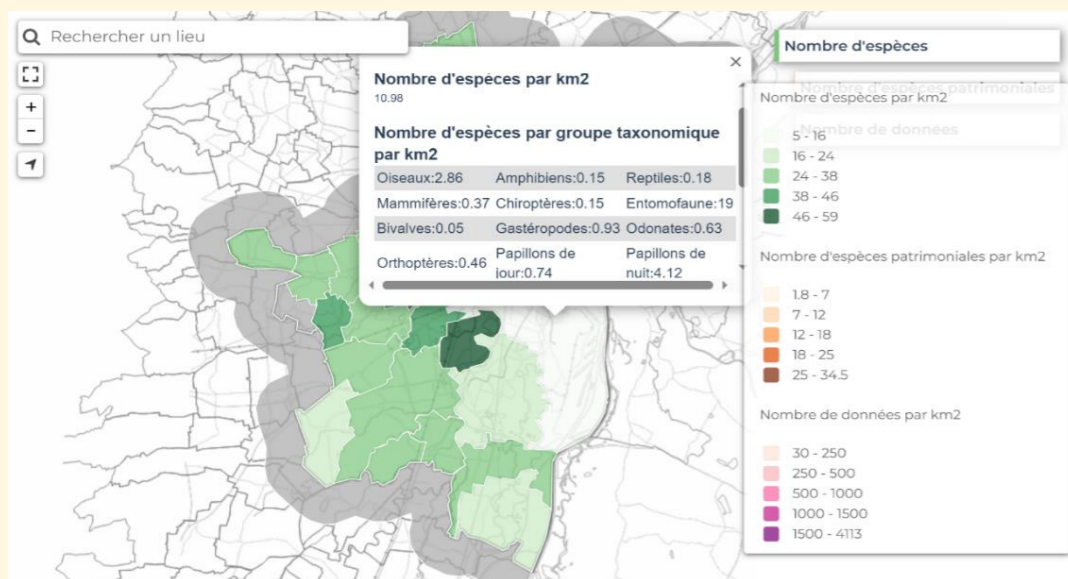 Rechercher un lieu
+
−
×
Nombre d'espèces par km2
10.98
Nombre d'espèces par groupe taxonomique
par km2
Oiseaux:2.86 Amphibiens:0.15 Reptiles:0.18
Mammifères:0.37 Chiroptères:0.15 Entomofaune:19
Bivalves:0.05 Gastéropodes:0.93 Odonates:0.63
Orthoptères:0.46 Papillons de jour:0.74 Papillons de nuit:4.12
Nombre d'espèces
Nombre d'espèces patrimoniales
Nombre de données
Nombre d'espèces par km2
5 - 16
16 - 24
24 - 38
38 - 46
46 - 59
Nombre d'espèces patrimoniales par km2
1.8 - 7
7 - 12
12 - 18
18 - 25
25 - 34.5
Nombre de données par km2
30 - 250
250 - 500
500 - 1000
1000 - 1500
1500 - 4113